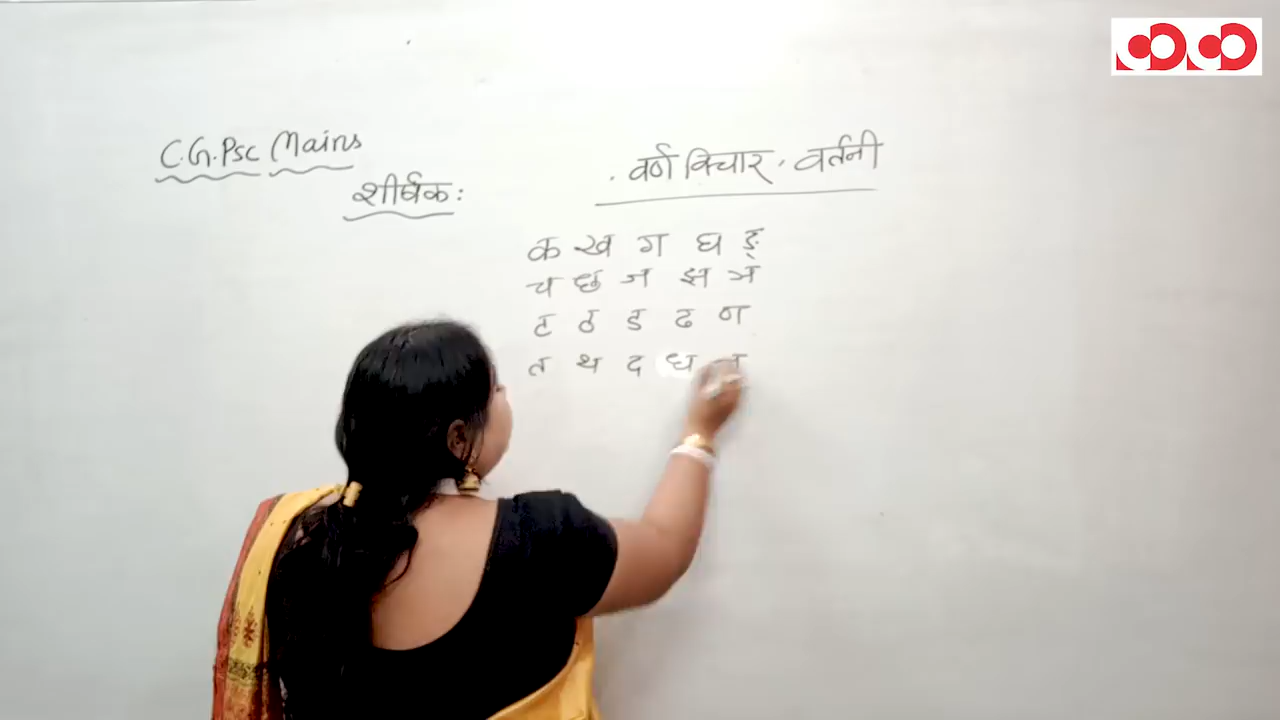 C.G.Psc Mains
शीर्षक :
. वर्ण विचार, वर्तनी
क ख ग घ ङ
च छ ज झ ञ
ट ठ ड ढ ण
त थ द ध न